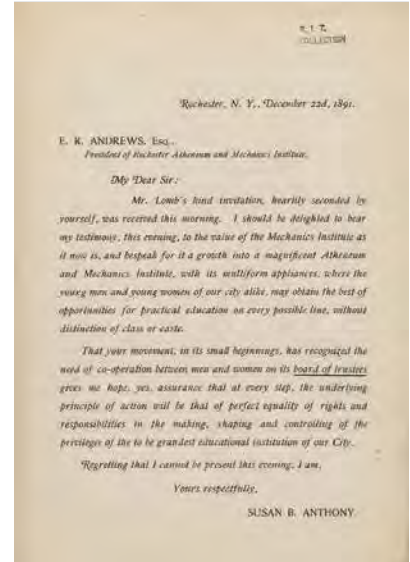 R. I. T.
COLLECTION
Rochester, N. Y., December 22d, 1891.
E. K. ANDREWS, Esq.,
President of Rochester Atheneum and Mechanics Institute.
My Dear Sir:
Mr. Lomb's kind invitation, heartily seconded by
yourself, was received this morning. I should be delighted to bear
my testimony, this evening, to the value of the Mechanics Institute as
it now is, and bespeak for it a growth into a magnificent Atheneum
and Mechanics Institute, with its multiform appliances, where the
young men and young women of our city alike, may obtain the best of
opportunities for practical education on every possible line, without
distinction of class or caste.
That your movement, in its small beginnings, has recognized the
need of co-operation between men and women on its board of trustees
gives me hope, yes, assurance that at every step, the underlying
principle of action will be that of perfect equality of rights and
responsibilities in the making, shaping and controlling of the
privileges of the to be grandest educational institution of our City.
Regretting that I cannot be present this evening, I am,
Yours respectfully,
SUSAN B. ANTHONY